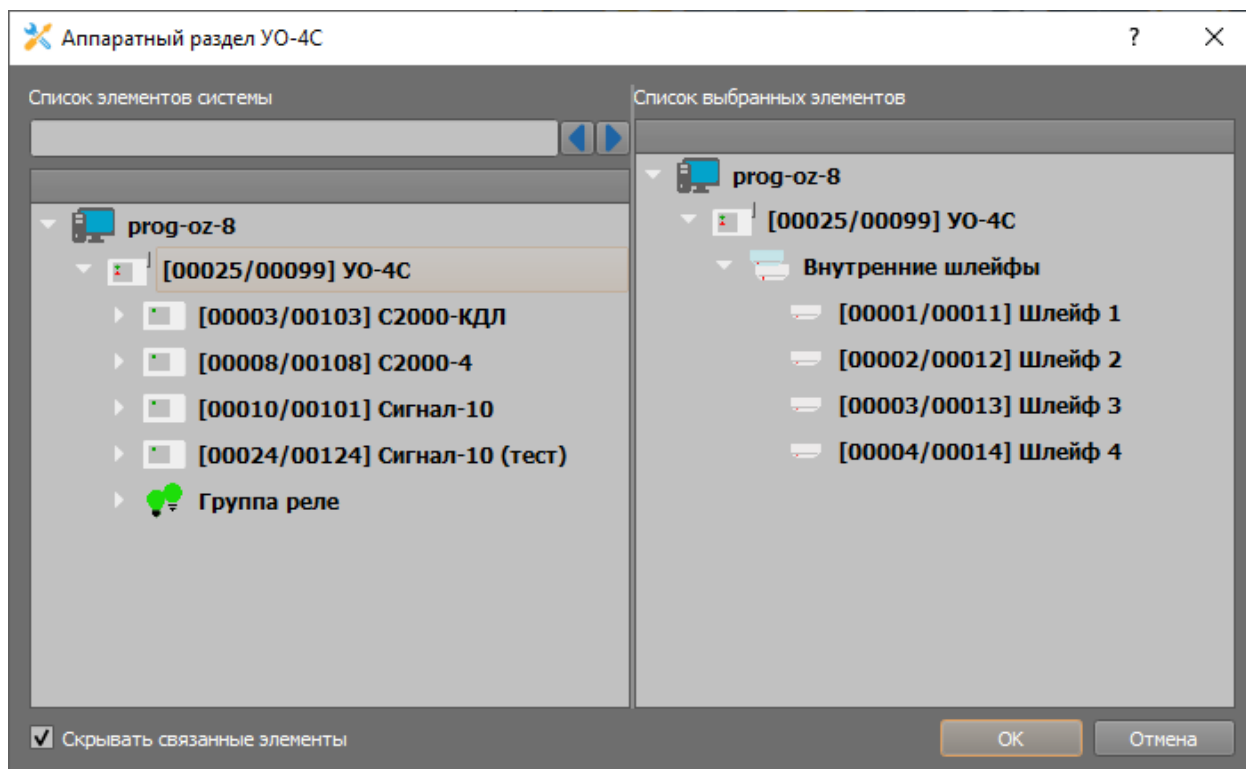 Аппаратный раздел УО-4С
?
Список элементов системы
prog-oz-8
[00025/00099] УО-4С
[00003/00103] С2000-КДЛ
[00008/00108] С2000-4
[00010/00101] Сигнал-10
[00024/00124] Сигнал-10 (тест)
Группа реле
Список выбранных элементов
prog-oz-8
[00025/00099] УО-4С
Внутренние шлейфы
[00001/00011] Шлейф 1
[00002/00012] Шлейф 2
[00003/00013] Шлейф 3
[00004/00014] Шлейф 4
Скрывать связанные элементы
ОК
Отмена